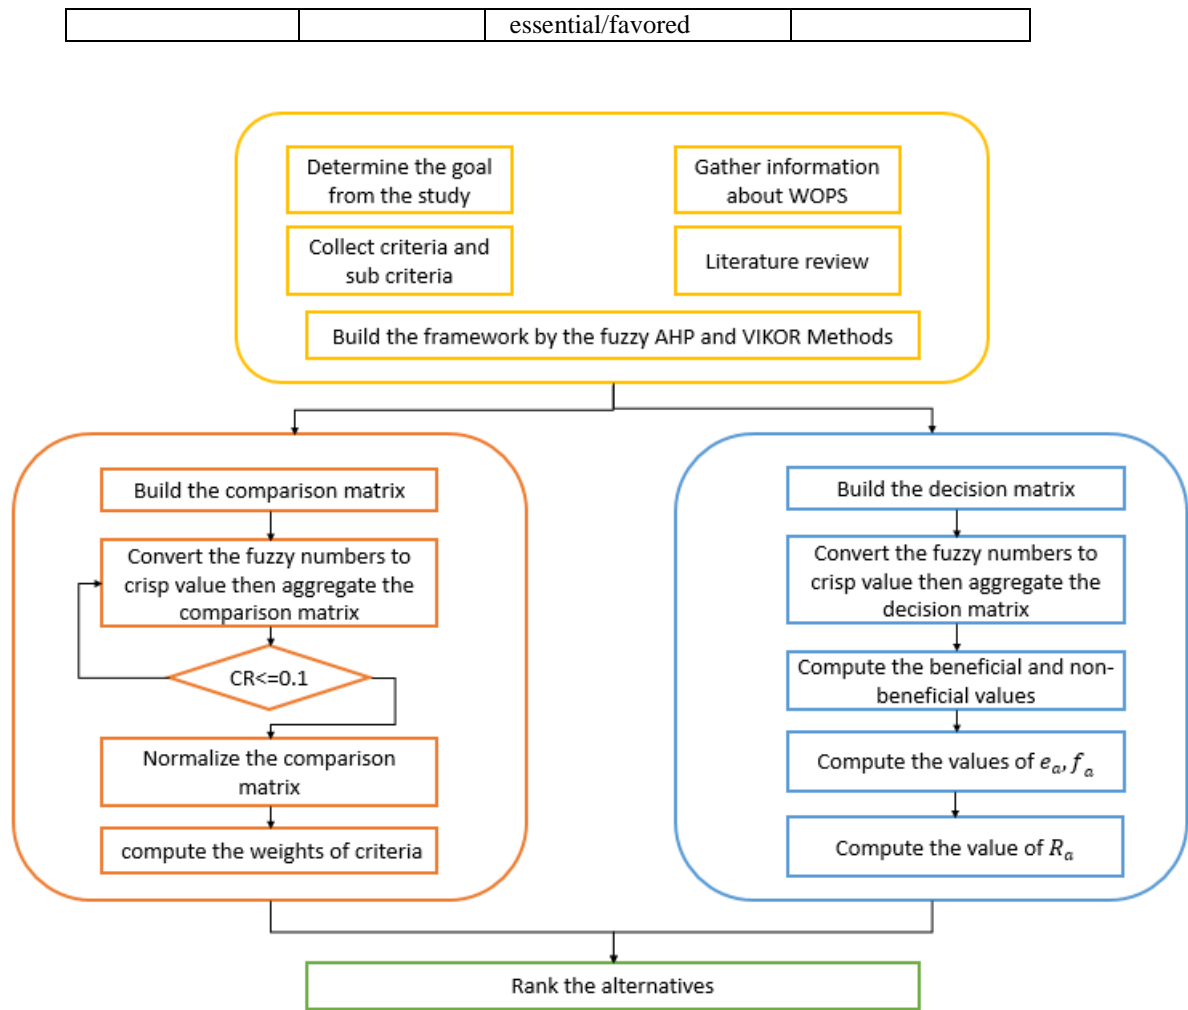 essential/favored
Determine the goal
from the study
Gather information
about WOPS
Collect criteria and
sub criteria
Literature review
Build the framework by the fuzzy AHP and VIKOR Methods
Build the comparison matrix
Convert the fuzzy numbers to
crisp value then aggregate the
comparison matrix
CR<=0.1
Normalize the comparison
matrix
compute the weights of criteria
Build the decision matrix
Convert the fuzzy numbers to
crisp value then aggregate the
decision matrix
Compute the beneficial and non-
beneficial values
Compute the values of eₐ, fₐ
Compute the value of Rₐ
Rank the alternatives